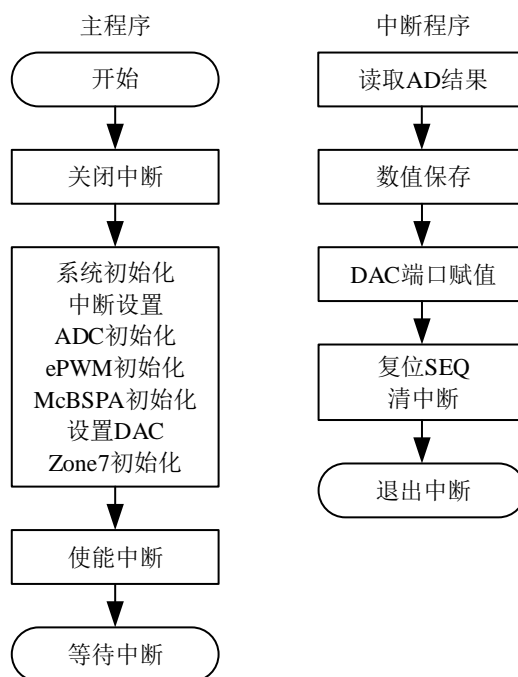 主程序
开始
关闭中断
系统初始化
中断设置
ADC初始化
ePWM初始化
McBSPA初始化
设置DAC
Zone7初始化
使能中断
等待中断
中断程序
读取AD结果
数值保存
DAC端口赋值
复位SEQ
清中断
退出中断